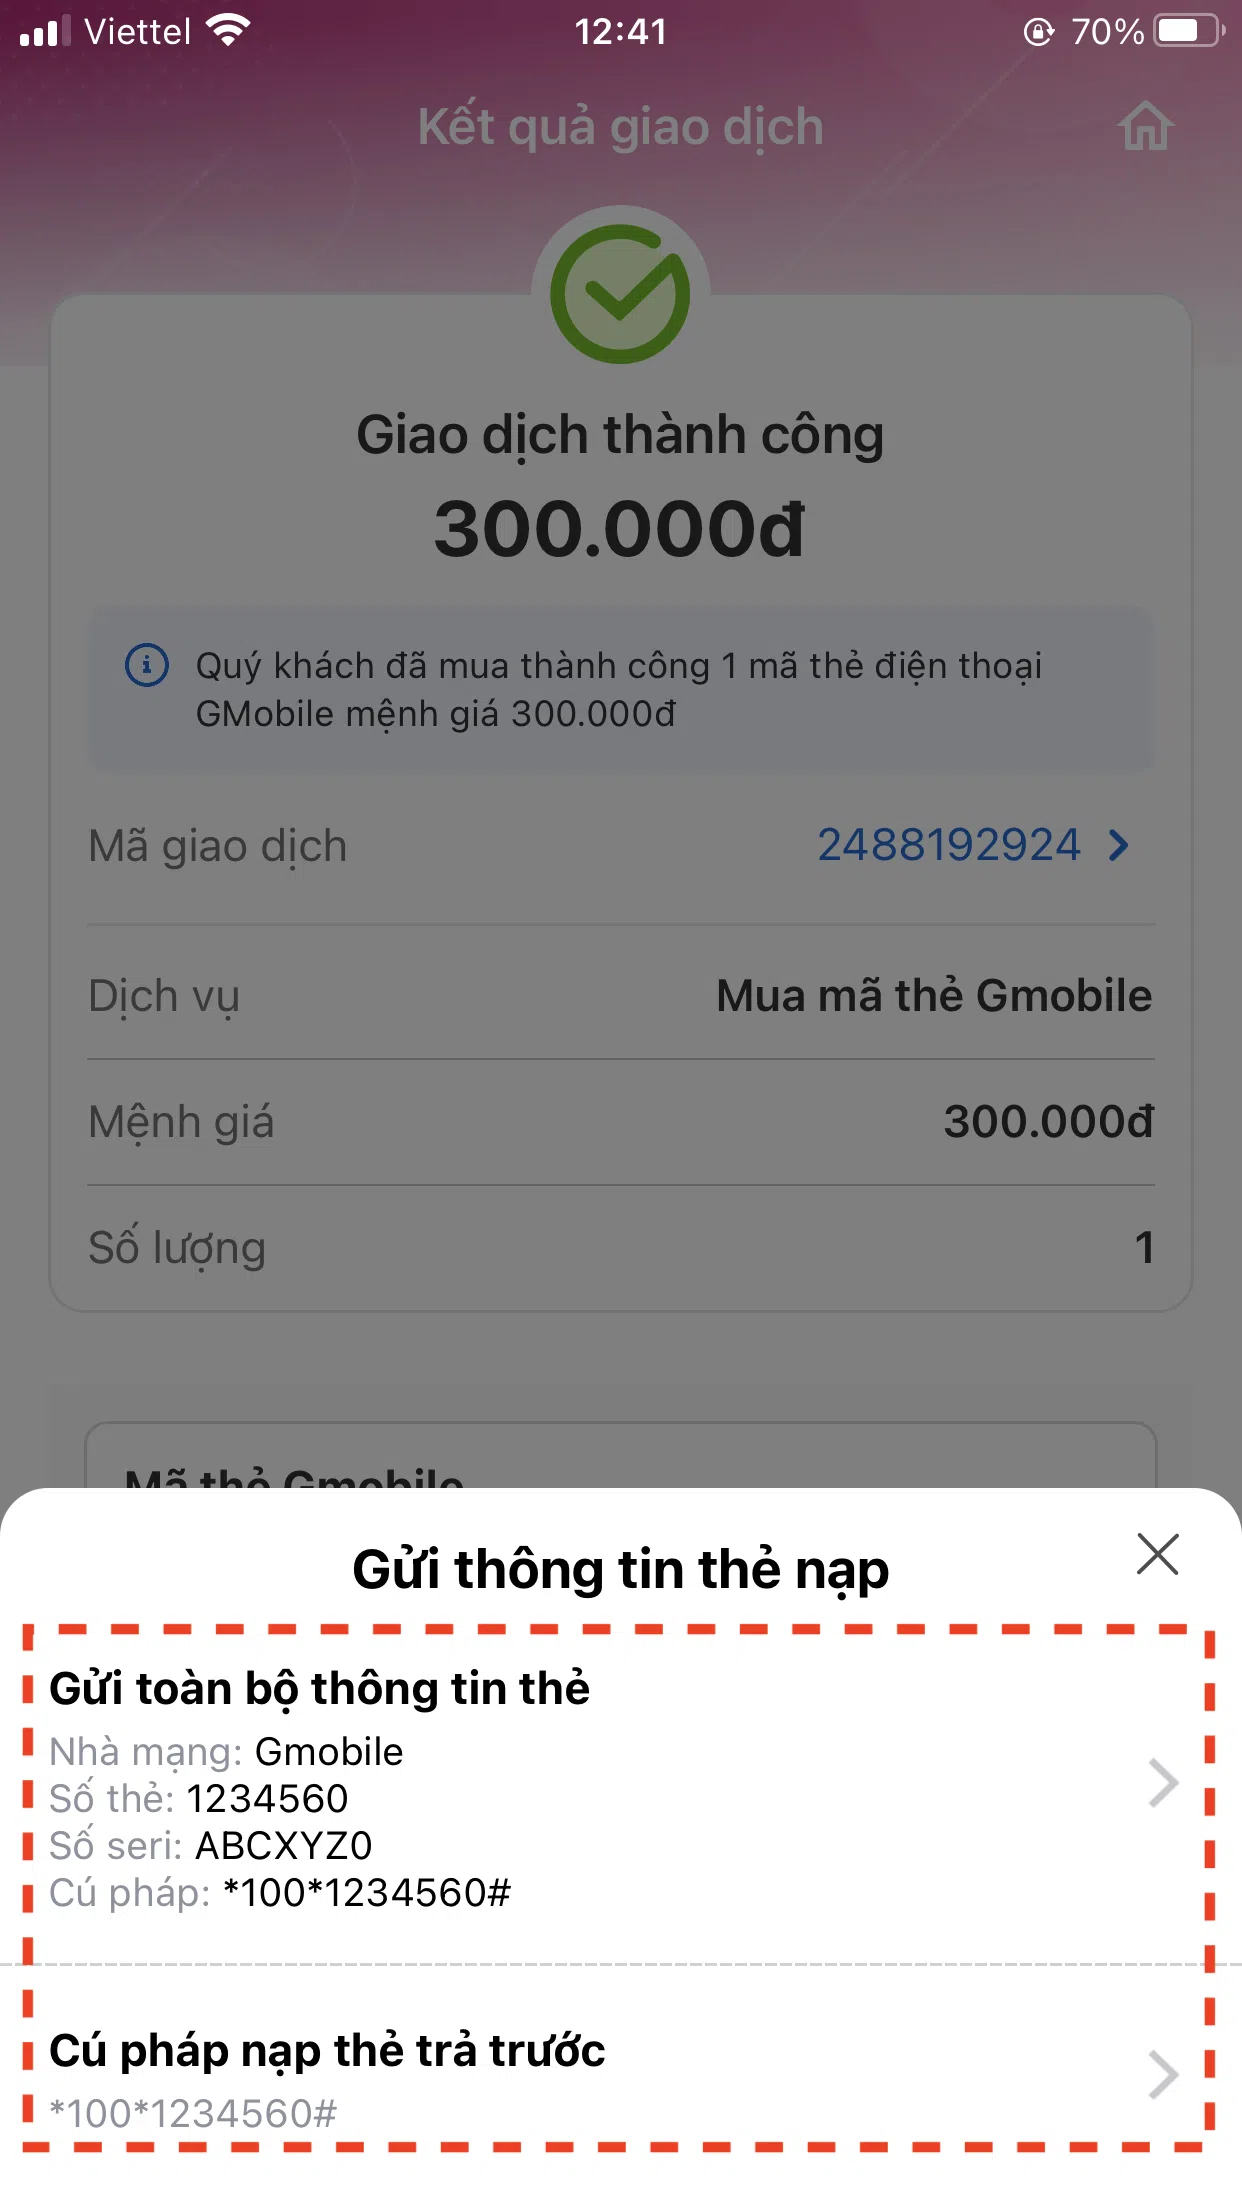 Viettel 12:41 70%
Kết quả giao dịch
Giao dịch thành công
300.000đ
Quý khách đã mua thành công 1 mã thẻ điện thoại
GMobile mệnh giá 300.000đ
Mã giao dịch 2488192924
Dịch vụ Mua mã thẻ Gmobile
Mệnh giá 300.000đ
Số lượng 1
Mã thẻ Gmobile
Gửi thông tin thẻ nạp
Gửi toàn bộ thông tin thẻ
Nhà mạng: Gmobile
Số thẻ: 1234560
Số seri: ABCXYZ0
Cú pháp: *100*1234560#
Cú pháp nạp thẻ trả trước
*100*1234560#